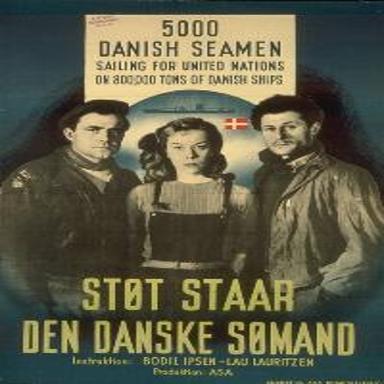 5000
DANISH SEAMEN
SAILING FOR UNITED NATIONS
ON 800,000 TONS OF DANISH SHIPS
STØT STAAR
DEN DANSKE SØMAND
Instruktion: BODIL IPSEN - LAU LAURITZEN
Produktion: ASA